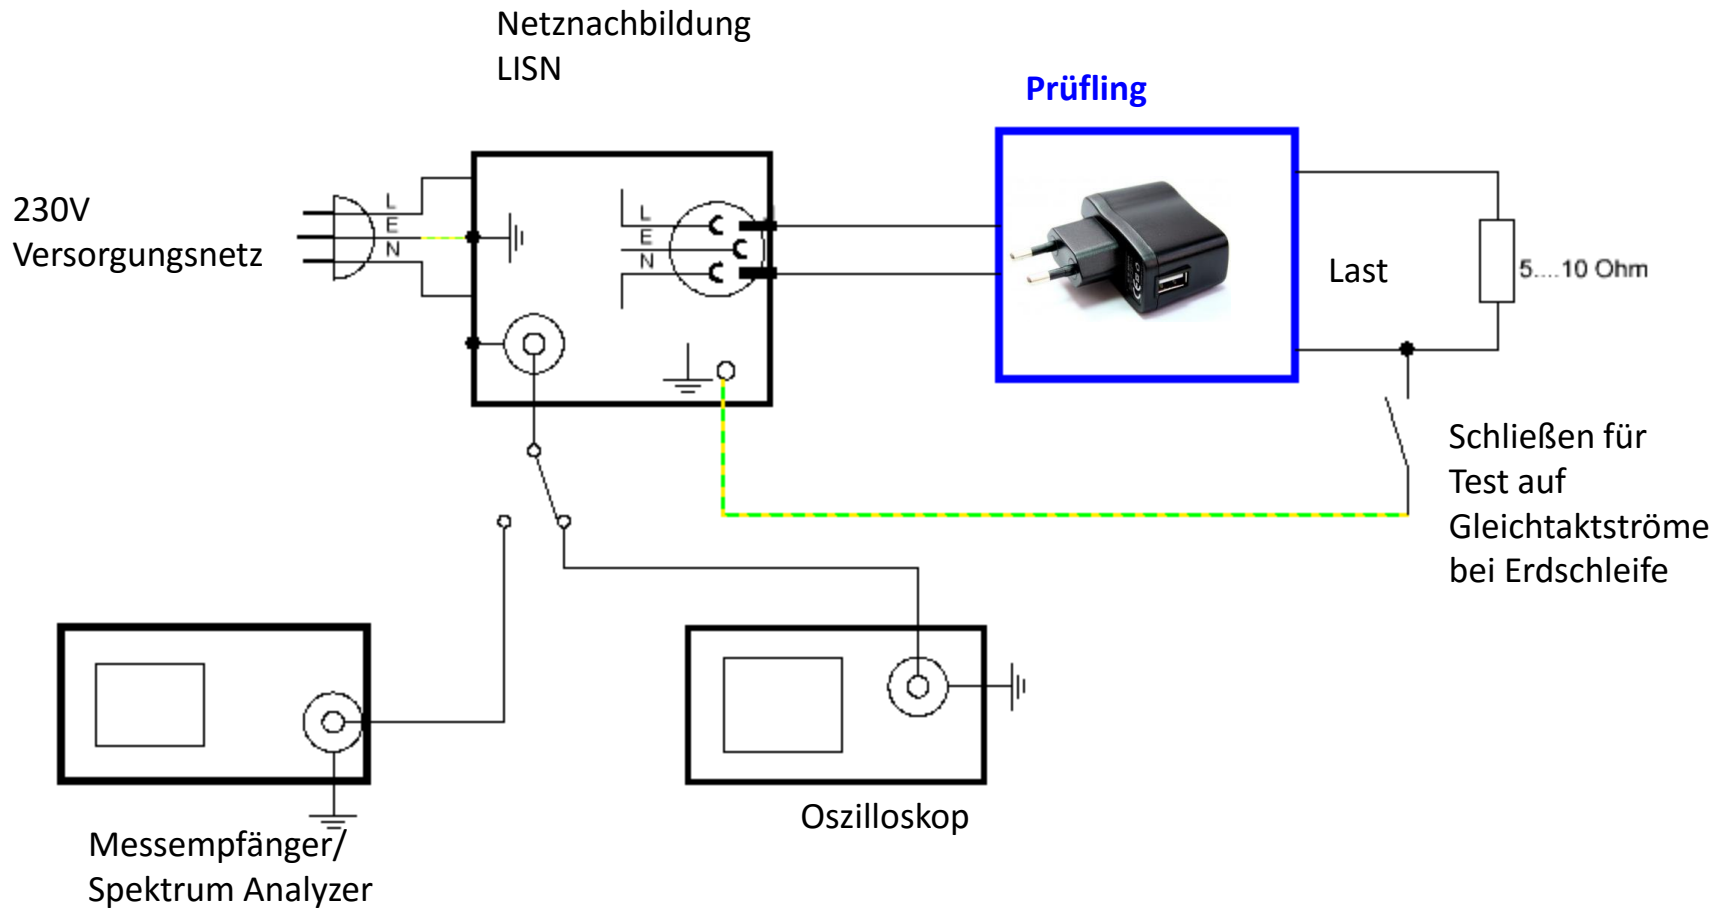 Netznachbildung
LISN
Prüfling
230V
Versorgungsnetz
L
E
N
L
E
N
Last
5....10 Ohm
Schließen für
Test auf
Gleichtaktströme
bei Erdschleife
Oszilloskop
Messempfänger/
Spektrum Analyzer